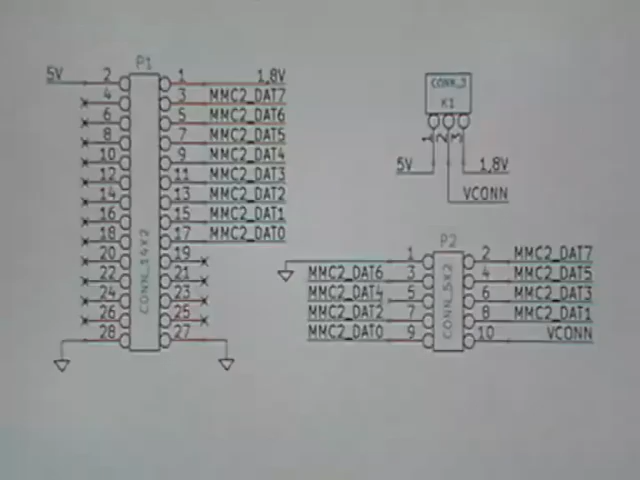 P1
5V 2 1 1,8V
4 3 MMC2_DAT7
6 5 MMC2_DAT6
8 7 MMC2_DAT5
10 9 MMC2_DAT4
12 11 MMC2_DAT3
14 13 MMC2_DAT2
16 15 MMC2_DAT1
18 17 MMC2_DAT0
20 19
22 21
24 23
26 25
28 27
CONN_14X2
CONN_3
K1
1 2 3
5V 1,8V
VCONN
P2
1 2 MMC2_DAT7
MMC2_DAT6 3 4 MMC2_DAT5
MMC2_DAT4 5 6 MMC2_DAT3
MMC2_DAT2 7 8 MMC2_DAT1
MMC2_DAT0 9 10 VCONN
CONN_5X2